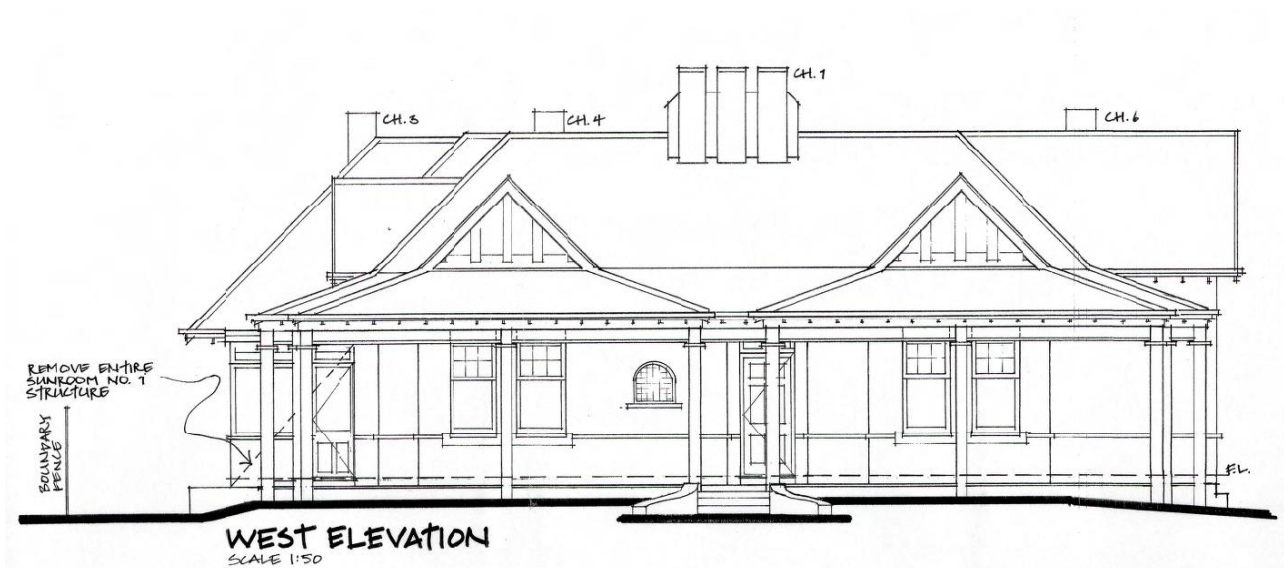 CH. 1
CH. 3
CH. 4
CH. 6
REMOVE ENTIRE
SUNROOM NO. 1
STRUCTURE
BOUNDARY
FENCE
F.L.
WEST ELEVATION
SCALE 1:50